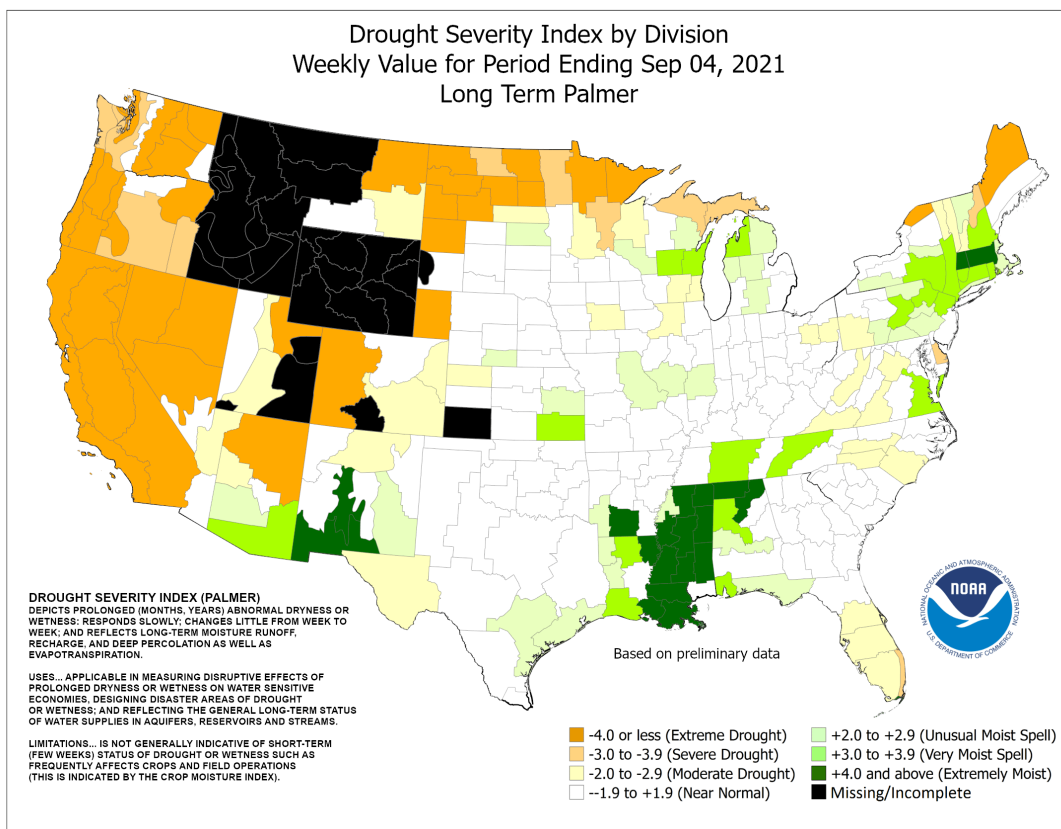 Drought Severity Index by Division
Weekly Value for Period Ending Sep 04, 2021
Long Term Palmer
DROUGHT SEVERITY INDEX (PALMER)
DEPICTS PROLONGED (MONTHS, YEARS) ABNORMAL DRYNESS OR
WETNESS: RESPONDS SLOWLY; CHANGES LITTLE FROM WEEK TO
WEEK; AND REFLECTS LONG-TERM MOISTURE RUNOFF,
RECHARGE, AND DEEP PERCOLATION AS WELL AS
EVAPOTRANSPIRATION.
USES... APPLICABLE IN MEASURING DISRUPTIVE EFFECTS OF
PROLONGED DRYNESS OR WETNESS ON WATER SENSITIVE
ECONOMIES, DESIGNING DISASTER AREAS OF DROUGHT
OR WETNESS; AND REFLECTING THE GENERAL LONG-TERM STATUS
OF WATER SUPPLIES IN AQUIFERS, RESERVOIRS AND STREAMS.
LIMITATIONS... IS NOT GENERALLY INDICATIVE OF SHORT-TERM
(FEW WEEKS) STATUS OF DROUGHT OR WETNESS SUCH AS
FREQUENTLY AFFECTS CROPS AND FIELD OPERATIONS
(THIS IS INDICATED BY THE CROP MOISTURE INDEX).
Based on preliminary data
NATIONAL OCEANIC AND ATMOSPHERIC ADMINISTRATION
NOAA
U.S. DEPARTMENT OF COMMERCE
-4.0 or less (Extreme Drought)
-3.0 to -3.9 (Severe Drought)
-2.0 to -2.9 (Moderate Drought)
--1.9 to +1.9 (Near Normal)
+2.0 to +2.9 (Unusual Moist Spell)
+3.0 to +3.9 (Very Moist Spell)
+4.0 and above (Extremely Moist)
Missing/Incomplete